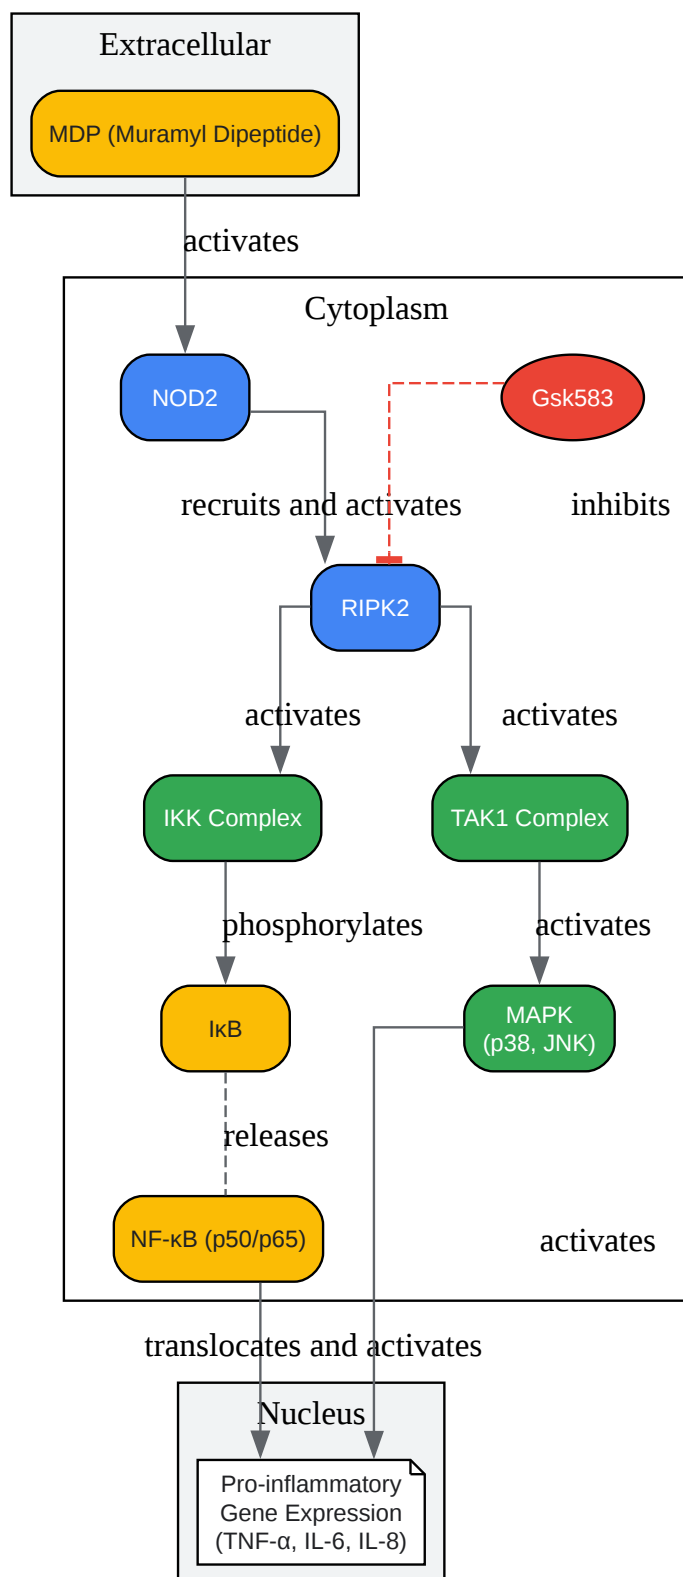 Extracellular
MDP (Muramyl Dipeptide)
activates
Cytoplasm
NOD2
Gsk583
recruits and activates
inhibits
RIPK2
activates
activates
IKK Complex
TAK1 Complex
phosphorylates
activates
IκB
MAPK
(p38, JNK)
releases
NF-κB (p50/p65)
activates
translocates and activates
Nucleus
Pro-inflammatory
Gene Expression
(TNF-α, IL-6, IL-8)